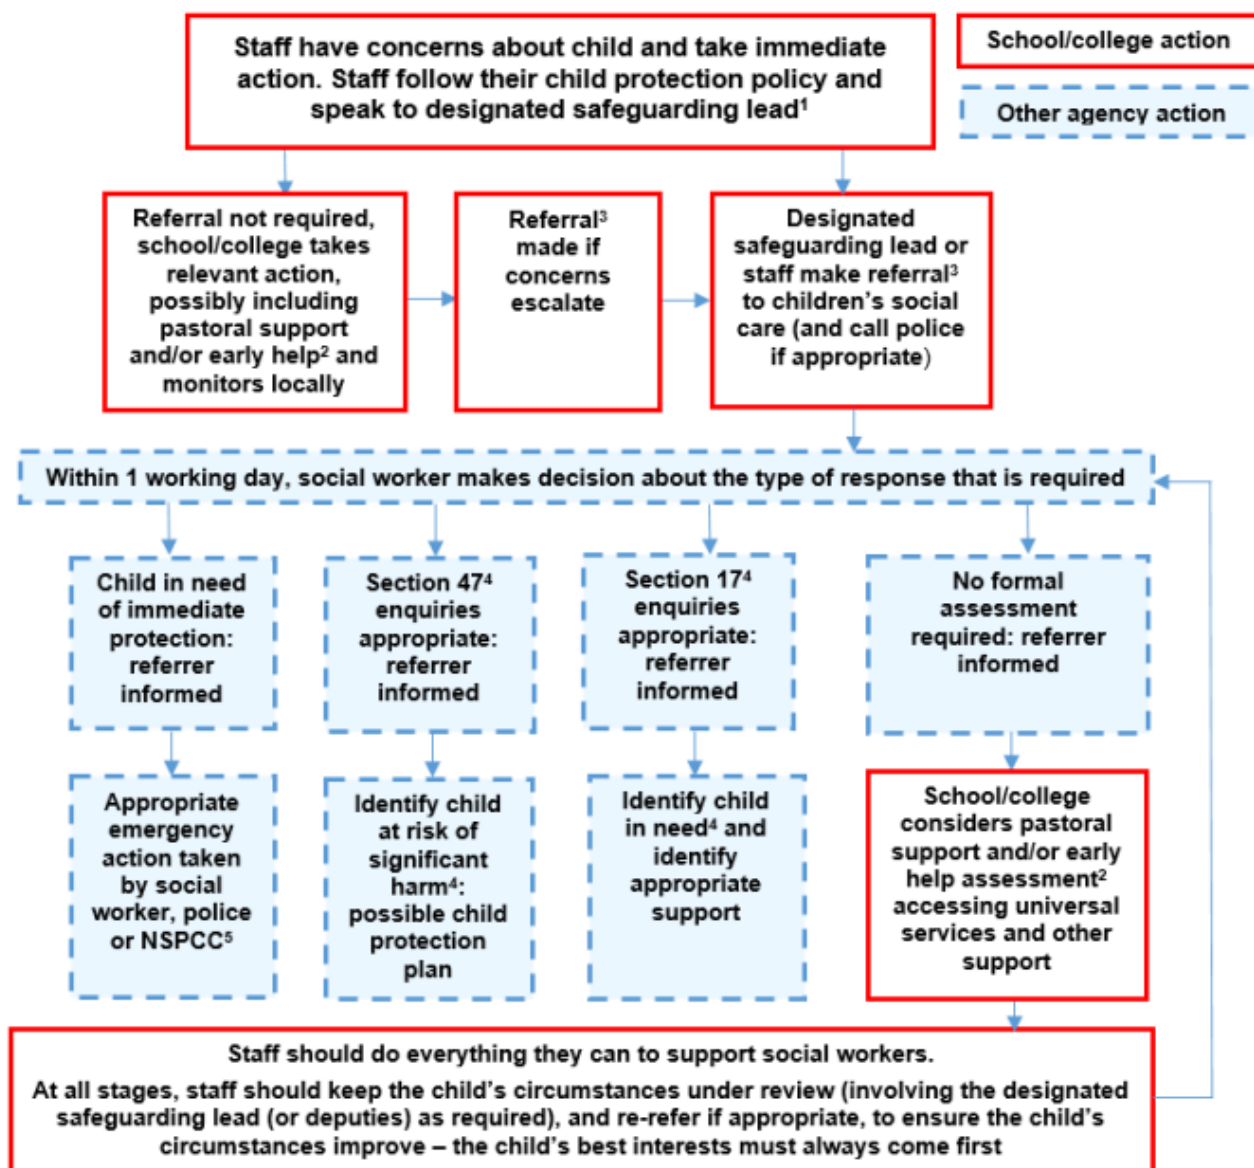 Staff have concerns about child and take immediate
action. Staff follow their child protection policy and
speak to designated safeguarding lead¹
School/college action
Other agency action
Referral not required,
school/college takes
relevant action,
possibly including
pastoral support
and/or early help² and
monitors locally
Referral³
made if
concerns
escalate
Designated
safeguarding lead or
staff make referral³
to children's social
care (and call police
if appropriate)
Within 1 working day, social worker makes decision about the type of response that is required
Child in need
of immediate
protection:
referrer
informed
Section 47⁴
enquiries
appropriate:
referrer
informed
Section 17⁴
enquiries
appropriate:
referrer
informed
No formal
assessment
required: referrer
informed
Appropriate
emergency
action taken
by social
worker, police
or NSPCC⁵
Identify child
at risk of
significant
harm⁴:
possible child
protection
plan
Identify child
in need⁴ and
identify
appropriate
support
School/college
considers pastoral
support and/or early
help assessment²
accessing universal
services and other
support
Staff should do everything they can to support social workers.
At all stages, staff should keep the child's circumstances under review (involving the designated
safeguarding lead (or deputies) as required), and re-refer if appropriate, to ensure the child's
circumstances improve – the child's best interests must always come first